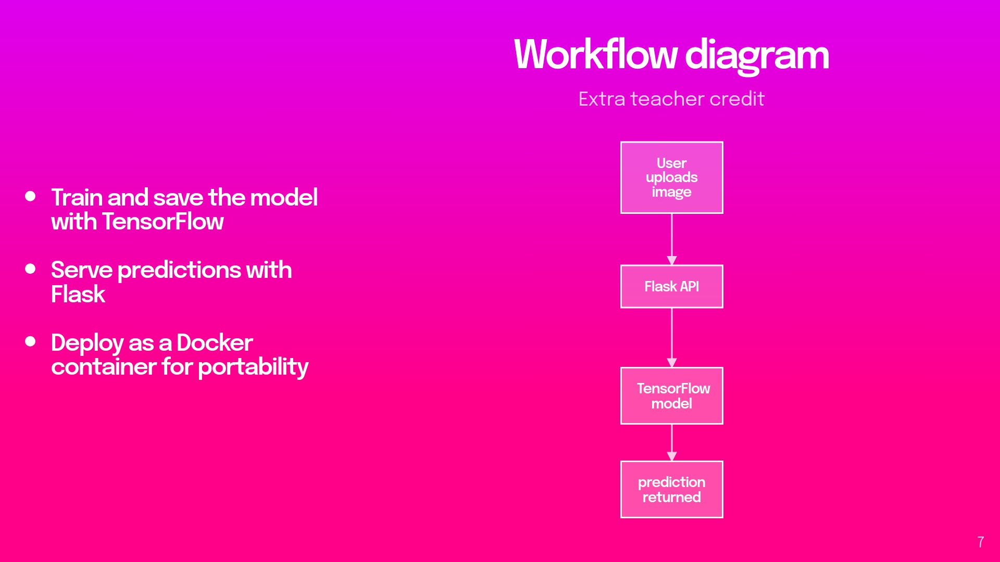 Workflow diagram
Extra teacher credit
Train and save the model
with TensorFlow
Serve predictions with
Flask
Deploy as a Docker
container for portability
User
uploads
image
Flask API
TensorFlow
model
prediction
returned
7